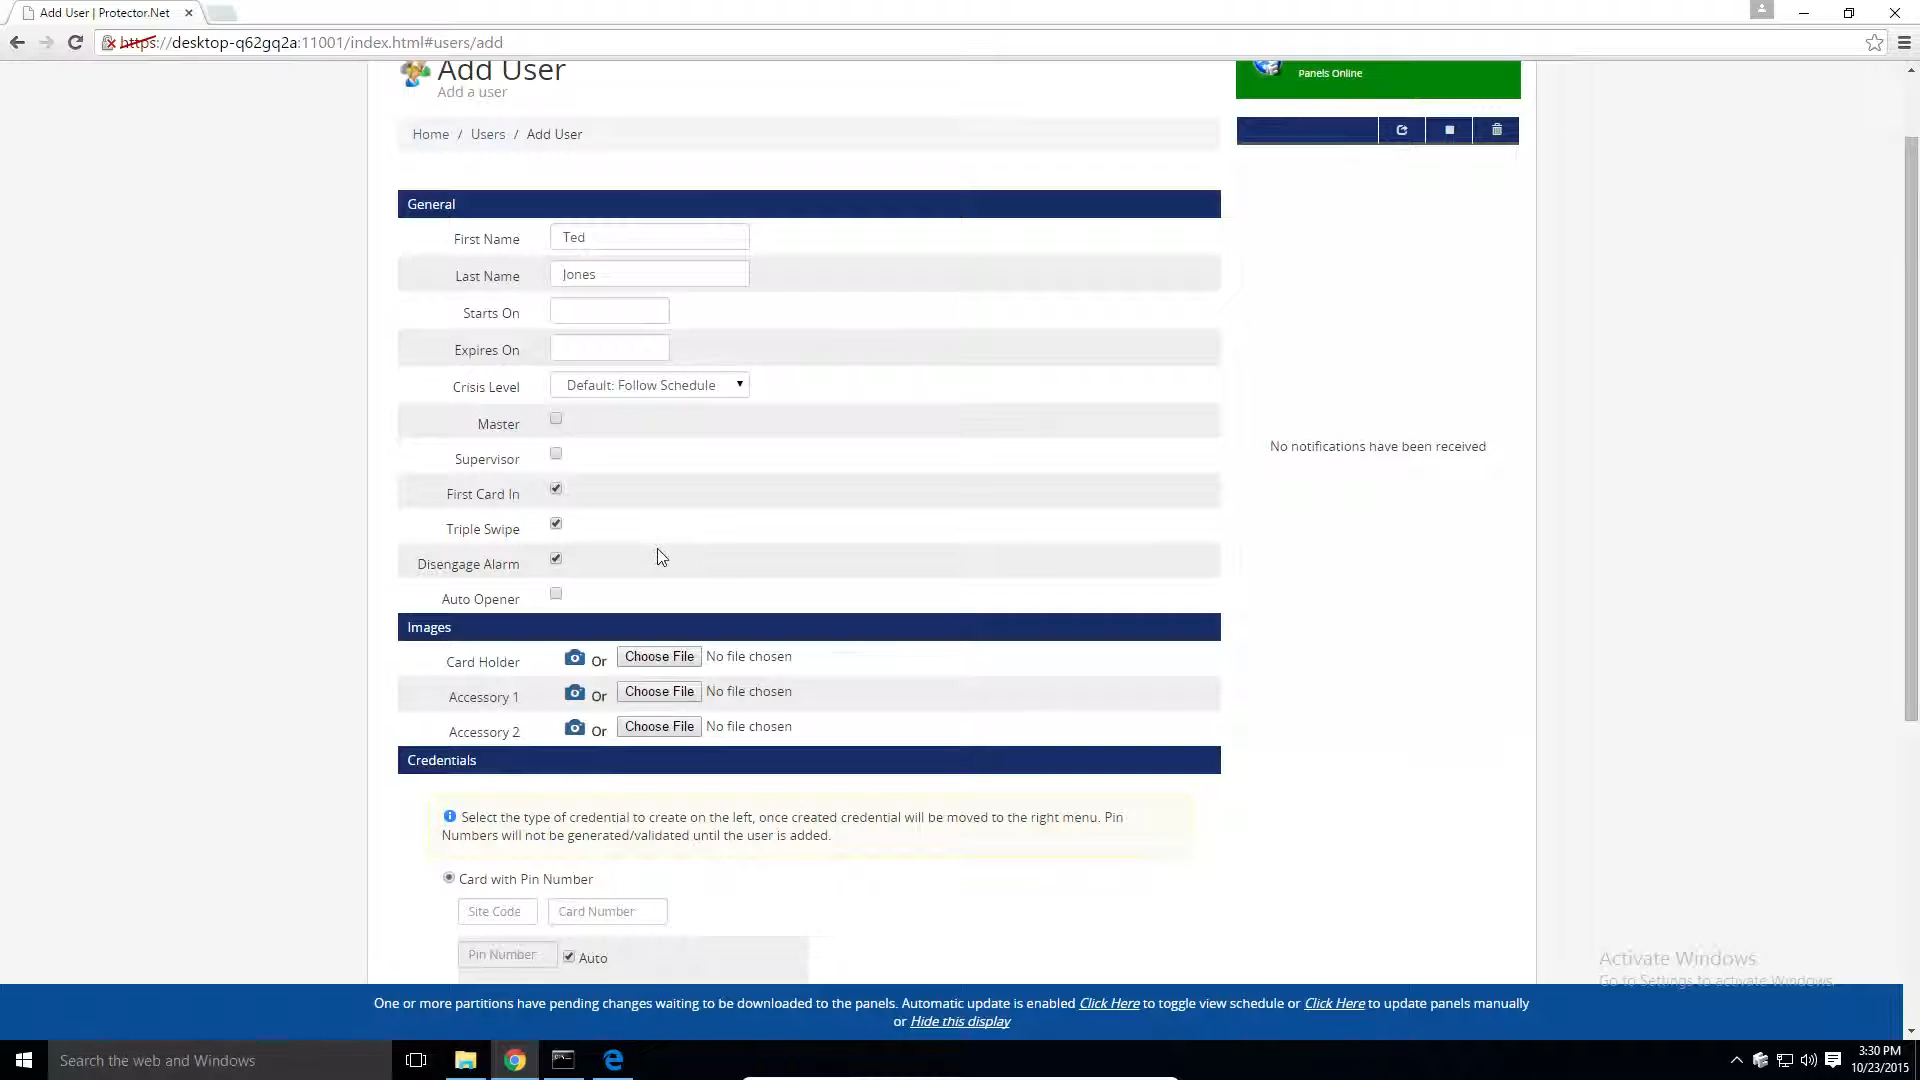 Add User | Protector.Net
https://desktop-q62gq2a:11001/index.html#users/add
Add User
Add a user
Panels Online
Home / Users / Add User
General
First Name Ted
Last Name Jones
Starts On
Expires On
Crisis Level Default: Follow Schedule
Master
Supervisor
First Card In
Triple Swipe
Disengage Alarm
Auto Opener
No notifications have been received
Images
Card Holder Or Choose File No file chosen
Accessory 1 Or Choose File No file chosen
Accessory 2 Or Choose File No file chosen
Credentials
Select the type of credential to create on the left, once created credential will be moved to the right menu. Pin
Numbers will not be generated/validated until the user is added.
Card with Pin Number
Site Code Card Number
Pin Number Auto
Activate Windows
Go to Settings to activate Windows.
One or more partitions have pending changes waiting to be downloaded to the panels. Automatic update is enabled Click Here to toggle view schedule or Click Here to update panels manually
or Hide this display
Search the web and Windows
3:30 PM
10/23/2015